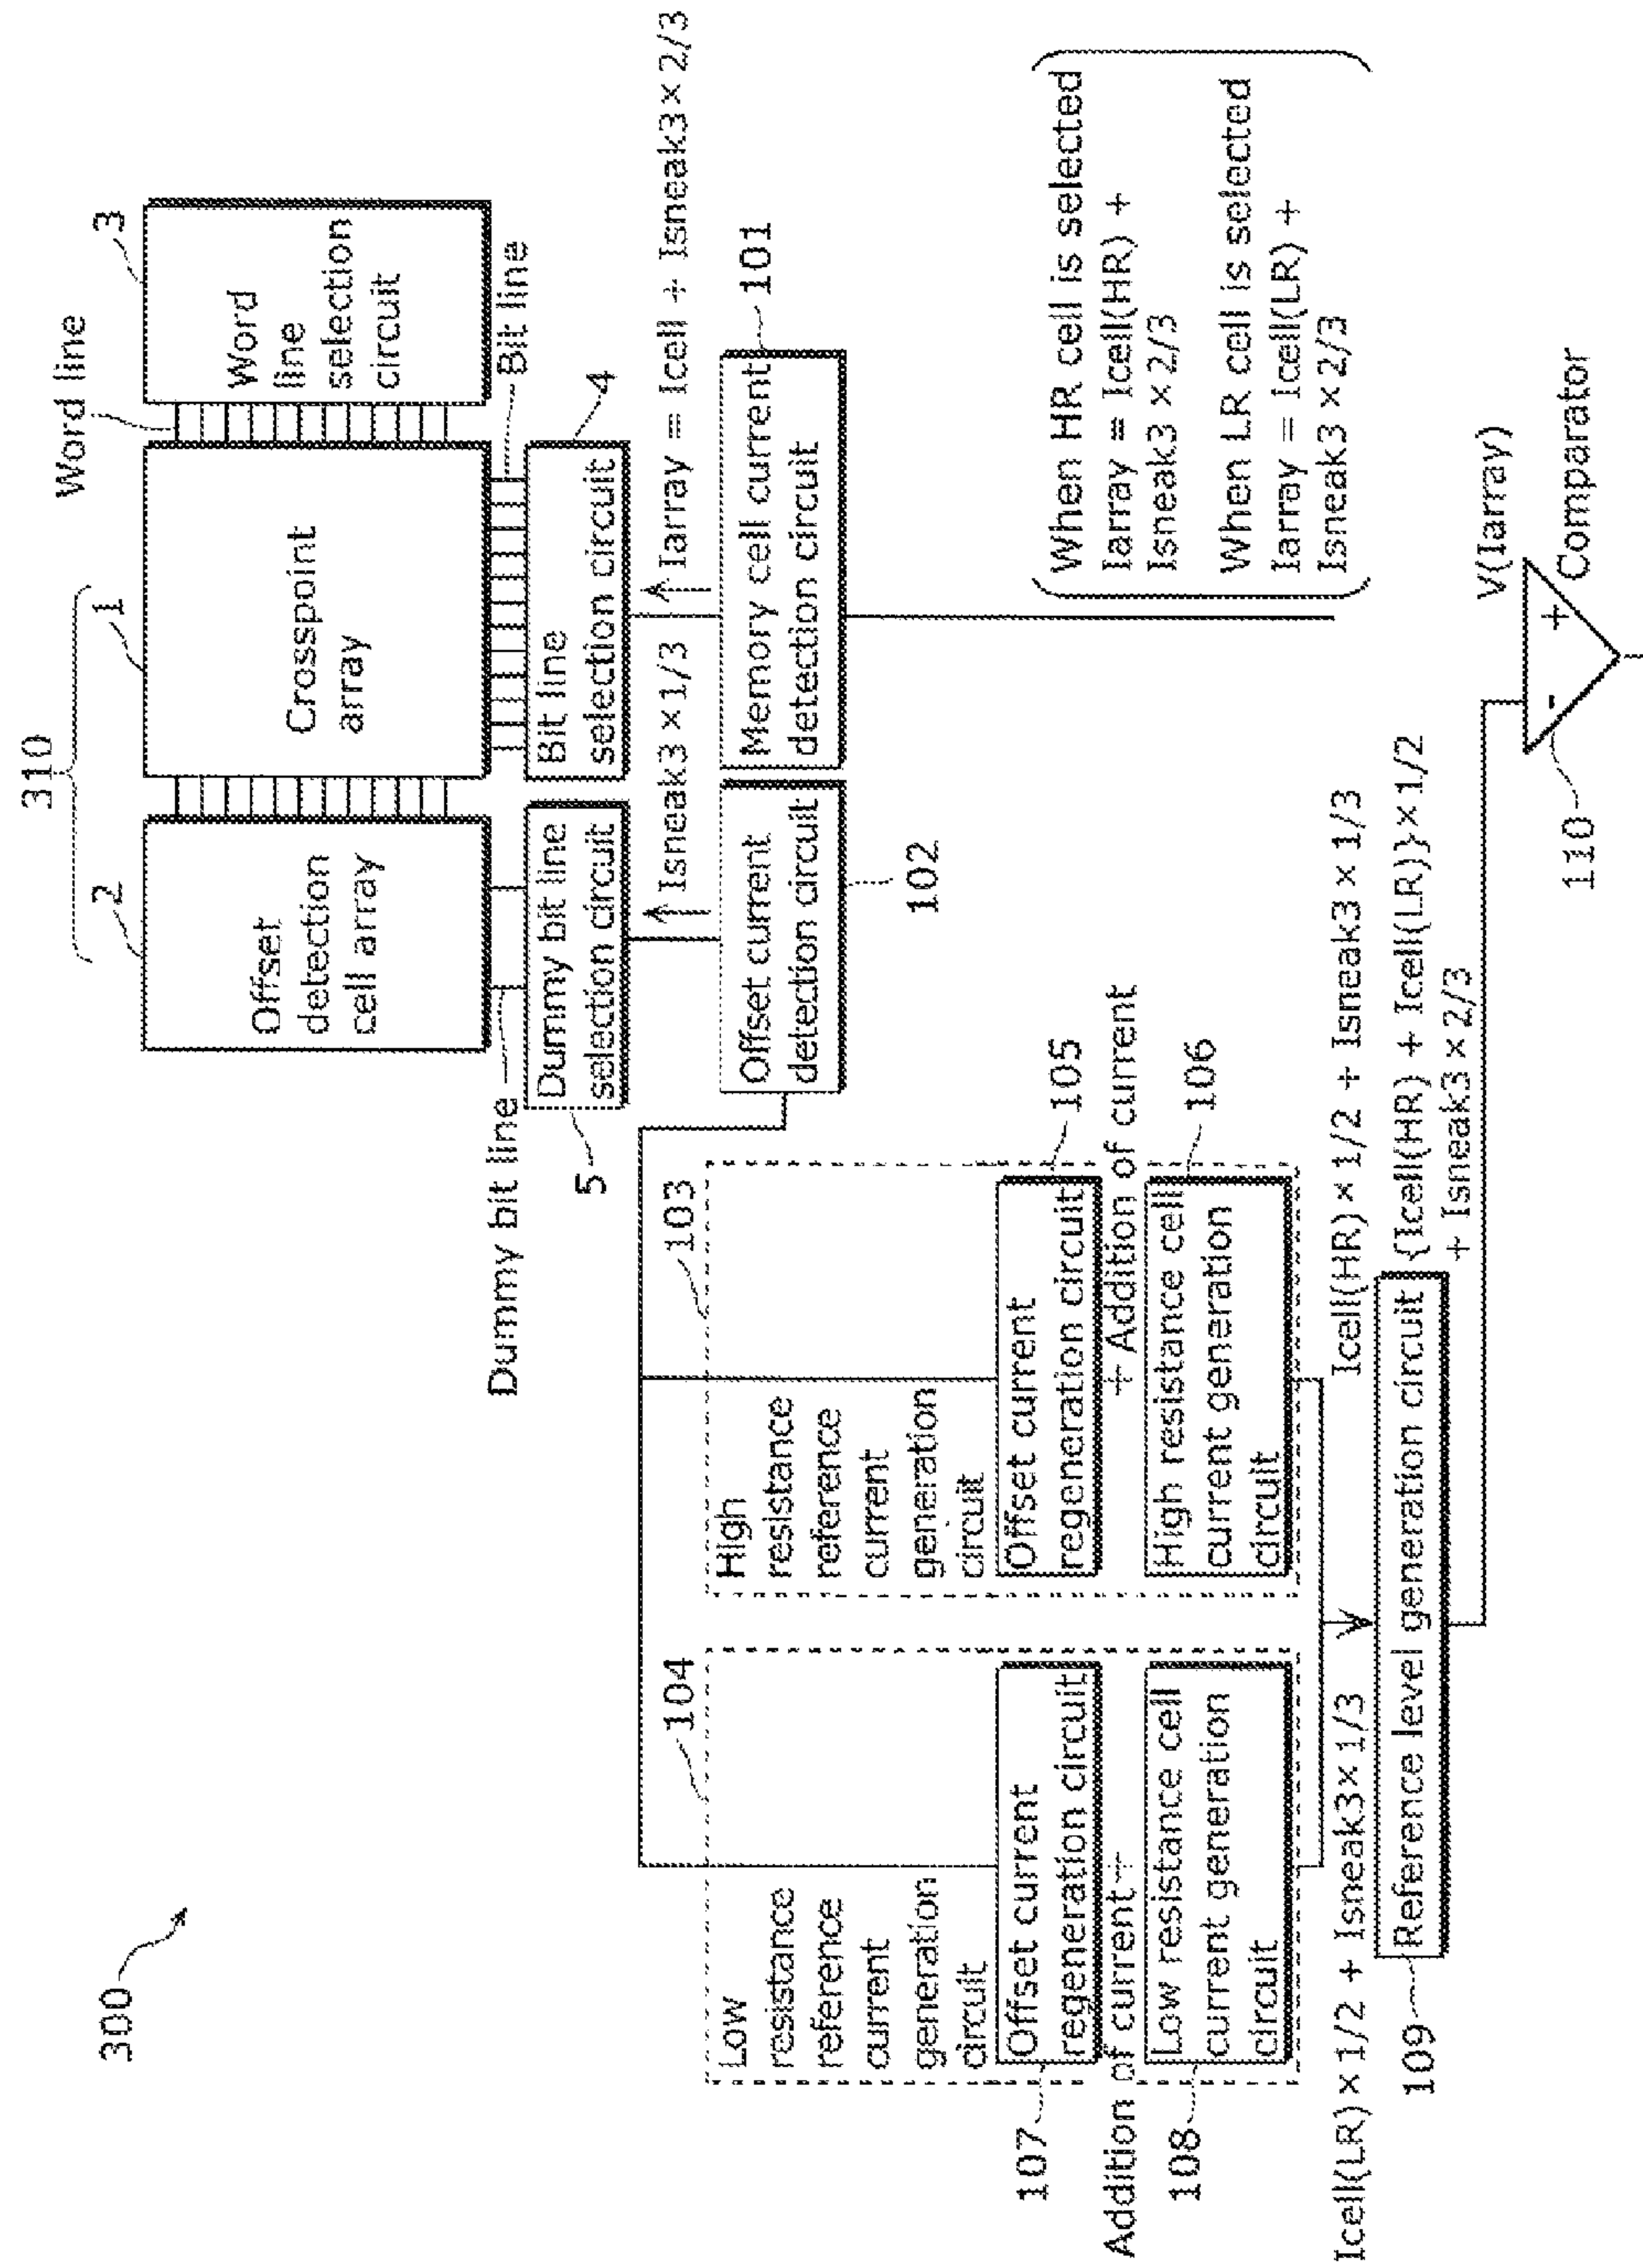 300
310
2
1
3
Word line
Offset
detection
cell array
Crosspoint
array
Word
line
selection
circuit
Dummy bit line
Bit line
5
4
Dummy bit line
selection circuit
Bit line
selection circuit
Isneak3 × 1/3
Iarray = Icell + Isneak3 × 2/3
Offset current
detection circuit
Memory cell current
detection circuit
101
102
104
103
Low
resistance
reference
current
generation
circuit
High
resistance
reference
current
generation
circuit
107
Offset current
regeneration circuit
Offset current
regeneration circuit
105
Addition of current +
+ Addition of current
108
Low resistance cell
current generation
circuit
High resistance cell
current generation
circuit
106
When HR cell is selected
Iarray = Icell(HR) +
Isneak3 × 2/3
When LR cell is selected
Iarray = Icell(LR) +
Isneak3 × 2/3
Icell(LR) × 1/2 + Isneak3 × 1/3
Icell(HR) × 1/2 + Isneak3 × 1/3
109
Reference level generation circuit
{Icell(HR) + Icell(LR)} × 1/2
+ Isneak3 × 2/3
V(Iarray)
110
- +
Comparator